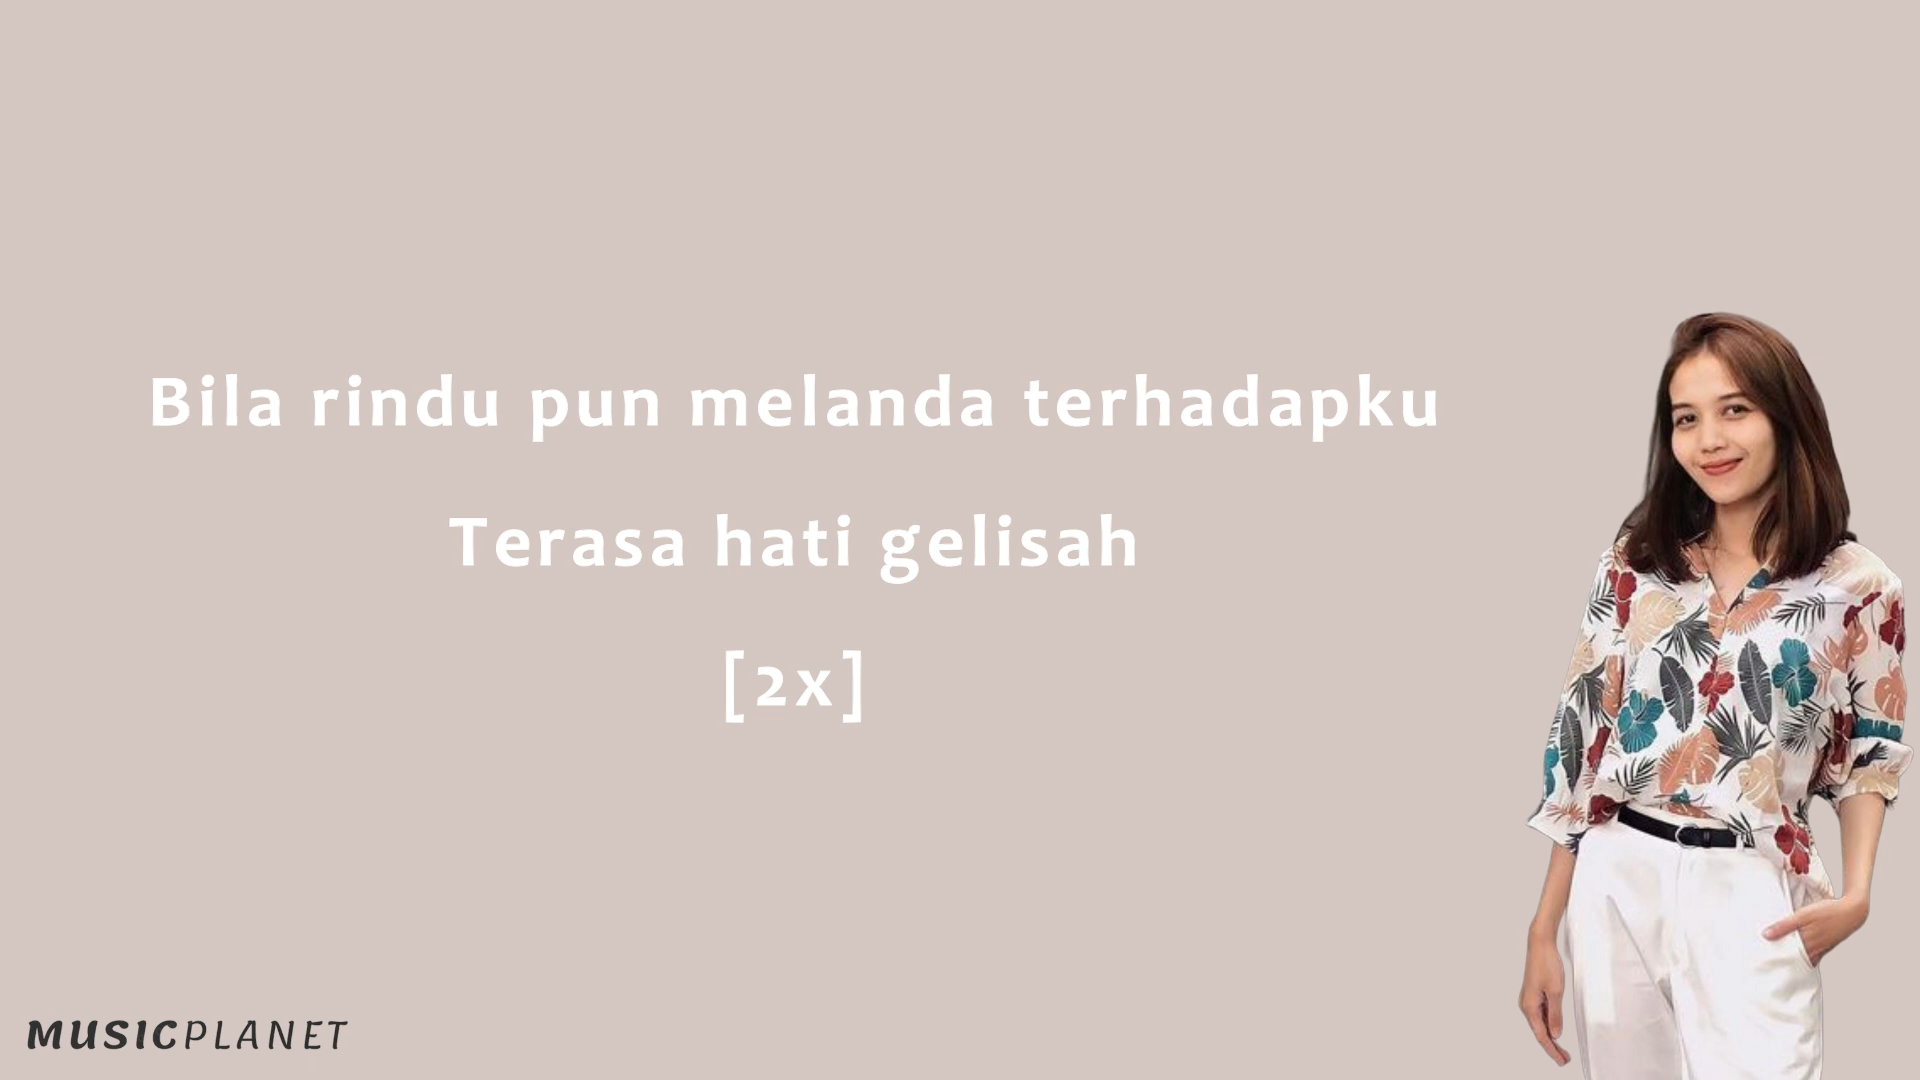 Bila rindu pun melanda terhadapku
Terasa hati gelisah
[2x]
MUSICPLANET